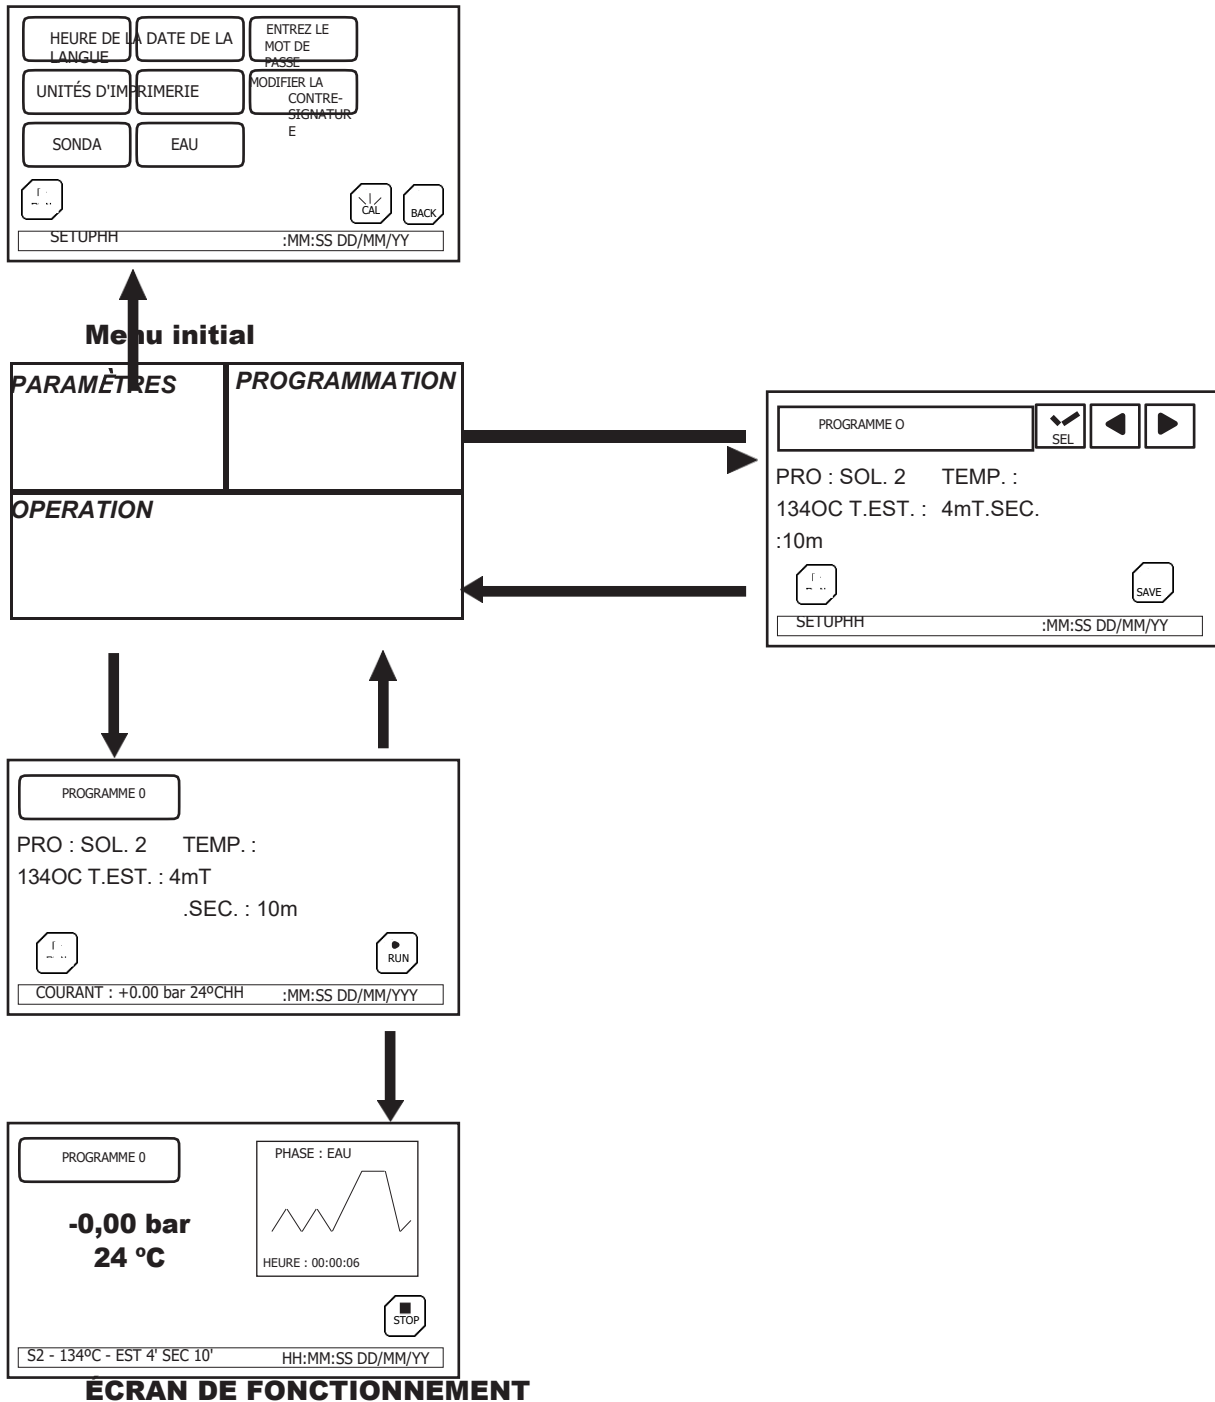 HEURE DE LA DATE DE LA
LANGUE
ENTREZ LE
MOT DE
PASSE
UNITÉS D'IMPRIMERIE
MODIFIER LA
CONTRE-
SIGNATUR
E
SONDA
EAU
CAL
BACK
SETUPHH
:MM:SS DD/MM/YY
Menu initial
PARAMÈTRES
PROGRAMMATION
OPERATION
PROGRAMME O
SEL
PRO : SOL. 2 TEMP. :
134OC T.EST. : 4mT.SEC.
:10m
SAVE
SETUPHH
:MM:SS DD/MM/YY
PROGRAMME 0
PRO : SOL. 2 TEMP. :
134OC T.EST. : 4mT
.SEC. : 10m
RUN
COURANT : +0.00 bar 24ºCHH
:MM:SS DD/MM/YYY
PROGRAMME 0
PHASE : EAU
-0,00 bar
24 ºC
HEURE : 00:00:06
STOP
S2 - 134ºC - EST 4' SEC 10'
HH:MM:SS DD/MM/YY
ÉCRAN DE FONCTIONNEMENT